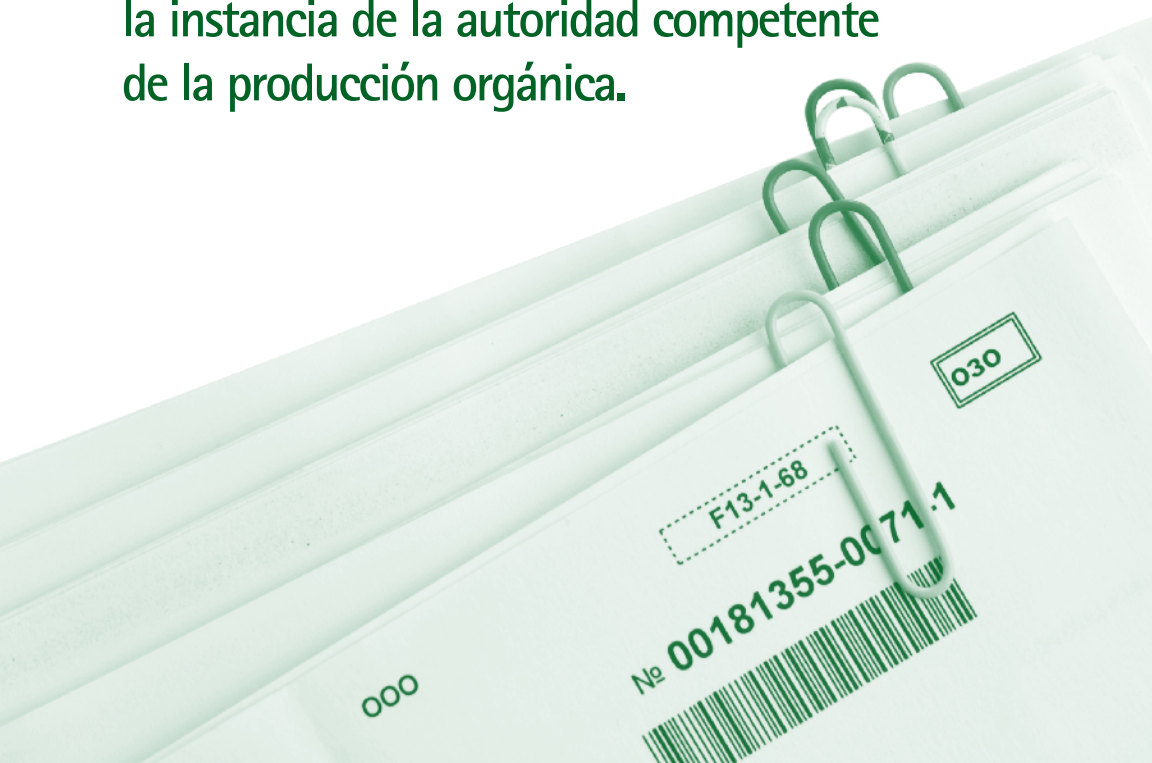 la instancia de la autoridad competente
de la producción orgánica.
030
F13-1-68
№ 00181355-0071-1
000